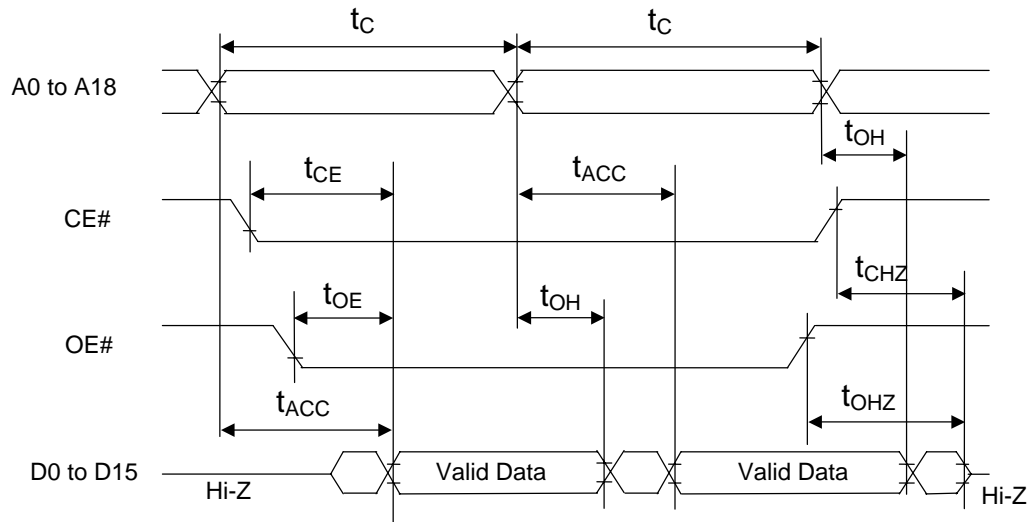 tC tC
A0 to A18
tOH
tCE tACC
CE#
tCHZ
tOE tOH
OE#
tACC tOHZ
D0 to D15 Valid Data Valid Data
Hi-Z Hi-Z